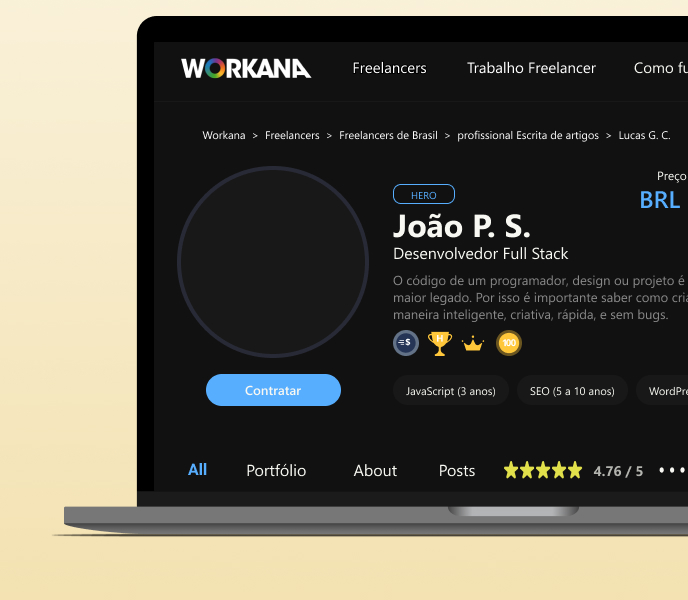 WORKANA Freelancers Trabalho Freelancer Como fu
Workana > Freelancers > Freelancers de Brasil > profissional Escrita de artigos > Lucas G. C.
Preço
HERO
BRL
João P. S.
Desenvolvedor Full Stack
O código de um programador, design ou projeto é
maior legado. Por isso é importante saber como cria
maneira inteligente, criativa, rápida, e sem bugs.
$ H 100
Contratar
JavaScript (3 anos) SEO (5 a 10 anos) WordPre
All Portfólio About Posts 4.76 / 5